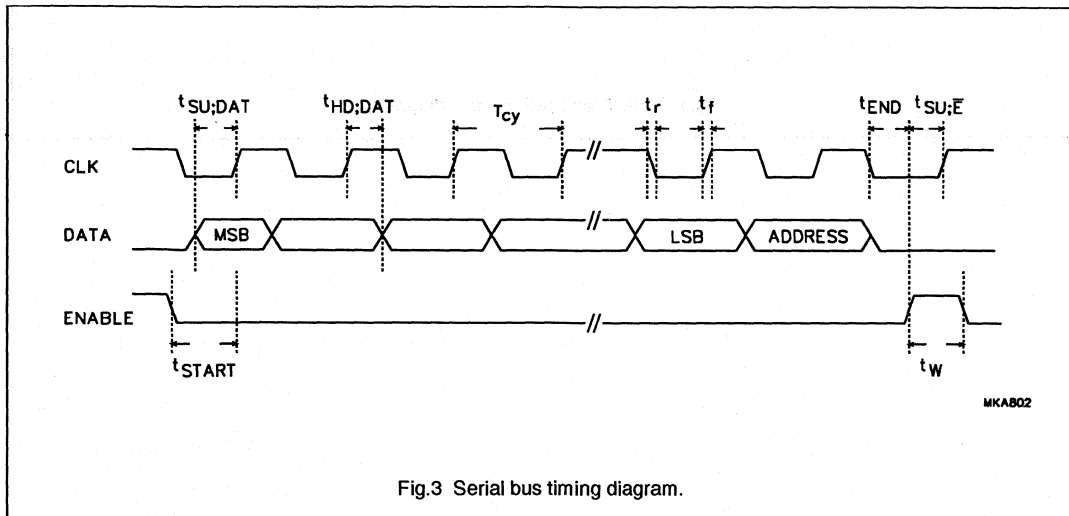 tSU;DAT tHD;DAT Tcy tr tf tEND tSU;E̅
CLK
DATA MSB LSB ADDRESS
ENABLE
tSTART tW
MKA802
Fig.3 Serial bus timing diagram.